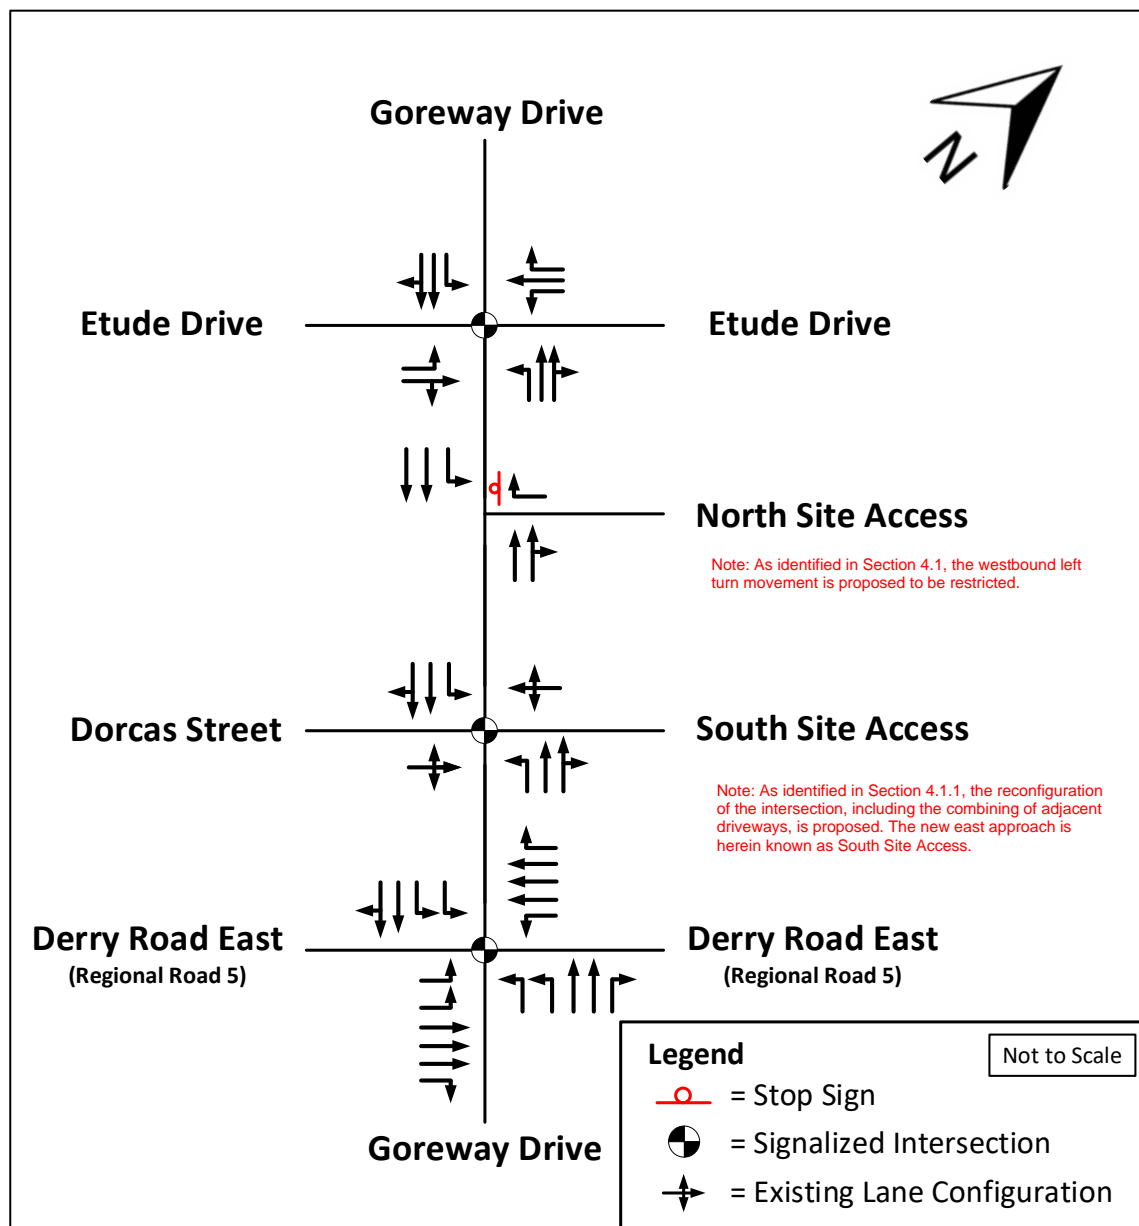 Goreway Drive
N
Etude Drive
Etude Drive
North Site Access
Note: As identified in Section 4.1, the westbound left
turn movement is proposed to be restricted.
Dorcas Street
South Site Access
Note: As identified in Section 4.1.1, the reconfiguration
of the intersection, including the combining of adjacent
driveways, is proposed. The new east approach is
herein known as South Site Access.
Derry Road East
(Regional Road 5)
Derry Road East
(Regional Road 5)
Goreway Drive
Legend
Not to Scale
= Stop Sign
= Signalized Intersection
= Existing Lane Configuration